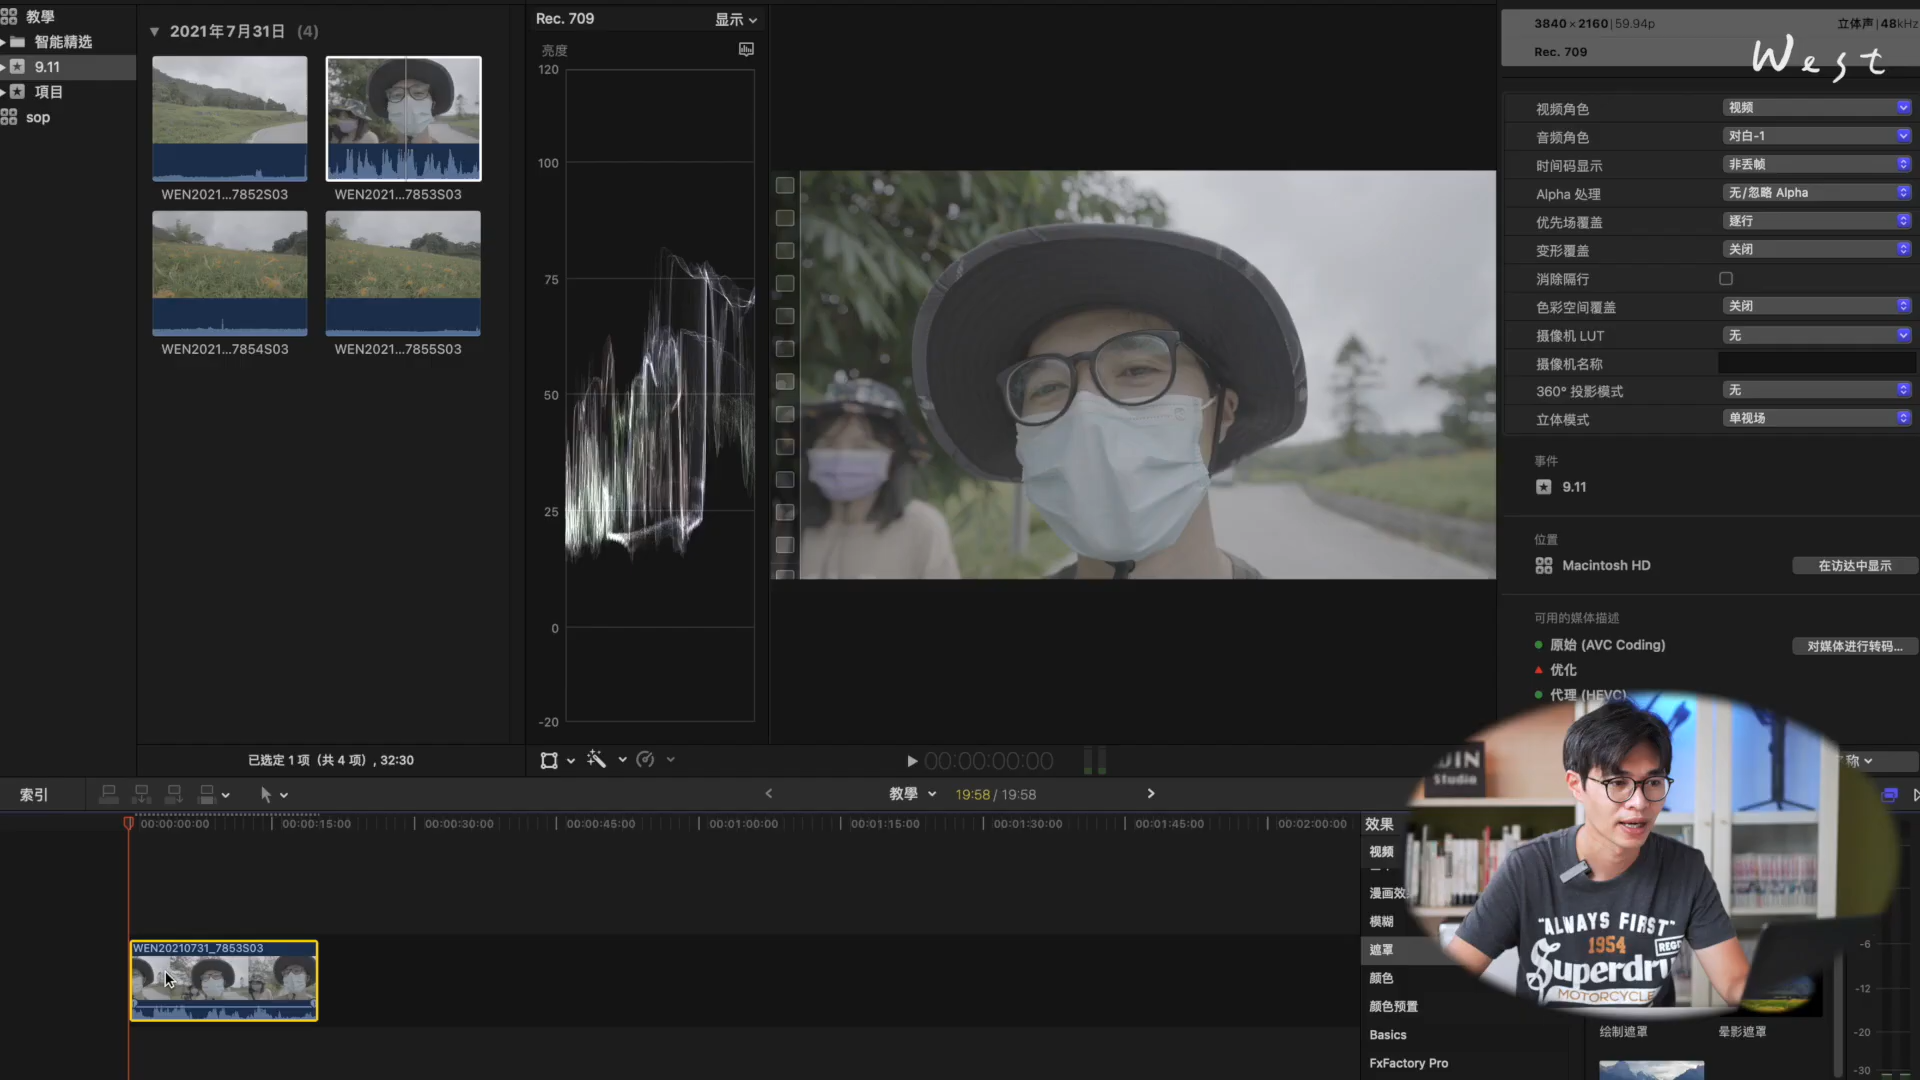 教學
智能精选
9.11
項目
sop
2021年7月31日 (4)
WEN2021...7852S03
WEN2021...7853S03
WEN2021...7854S03
WEN2021...7855S03
已选定 1 项（共 4 项）, 32:30
Rec. 709
显示
亮度
120
100
75
50
25
0
-20
00:00:00:00
3840 × 2160 | 59.94p
立体声 | 48kHz
Rec. 709
West
视频角色
视频
音频角色
对白-1
时间码显示
非丢帧
Alpha 处理
无/忽略 Alpha
优先场覆盖
逐行
变形覆盖
关闭
消除隔行
色彩空间覆盖
关闭
摄像机 LUT
无
摄像机名称
360° 投影模式
无
立体模式
单视场
事件
9.11
位置
Macintosh HD
在访达中显示
可用的媒体描述
原始 (AVC Coding)
对媒体进行转码...
优化
代理 (HEVC)
称
索引
教學
19:58 / 19:58
00:00:00:00
00:00:15:00
00:00:30:00
00:00:45:00
00:01:00:00
00:01:15:00
00:01:30:00
00:01:45:00
00:02:00:00
WEN20210731_7853S03
效果
视频
漫画效
模糊
遮罩
颜色
颜色预置
Basics
FxFactory Pro
绘制遮罩
晕影遮罩
-6
-12
-20
-30
Studio
"ALWAYS FIRST"
1954
REG
Superdry
MOTORCYCLE